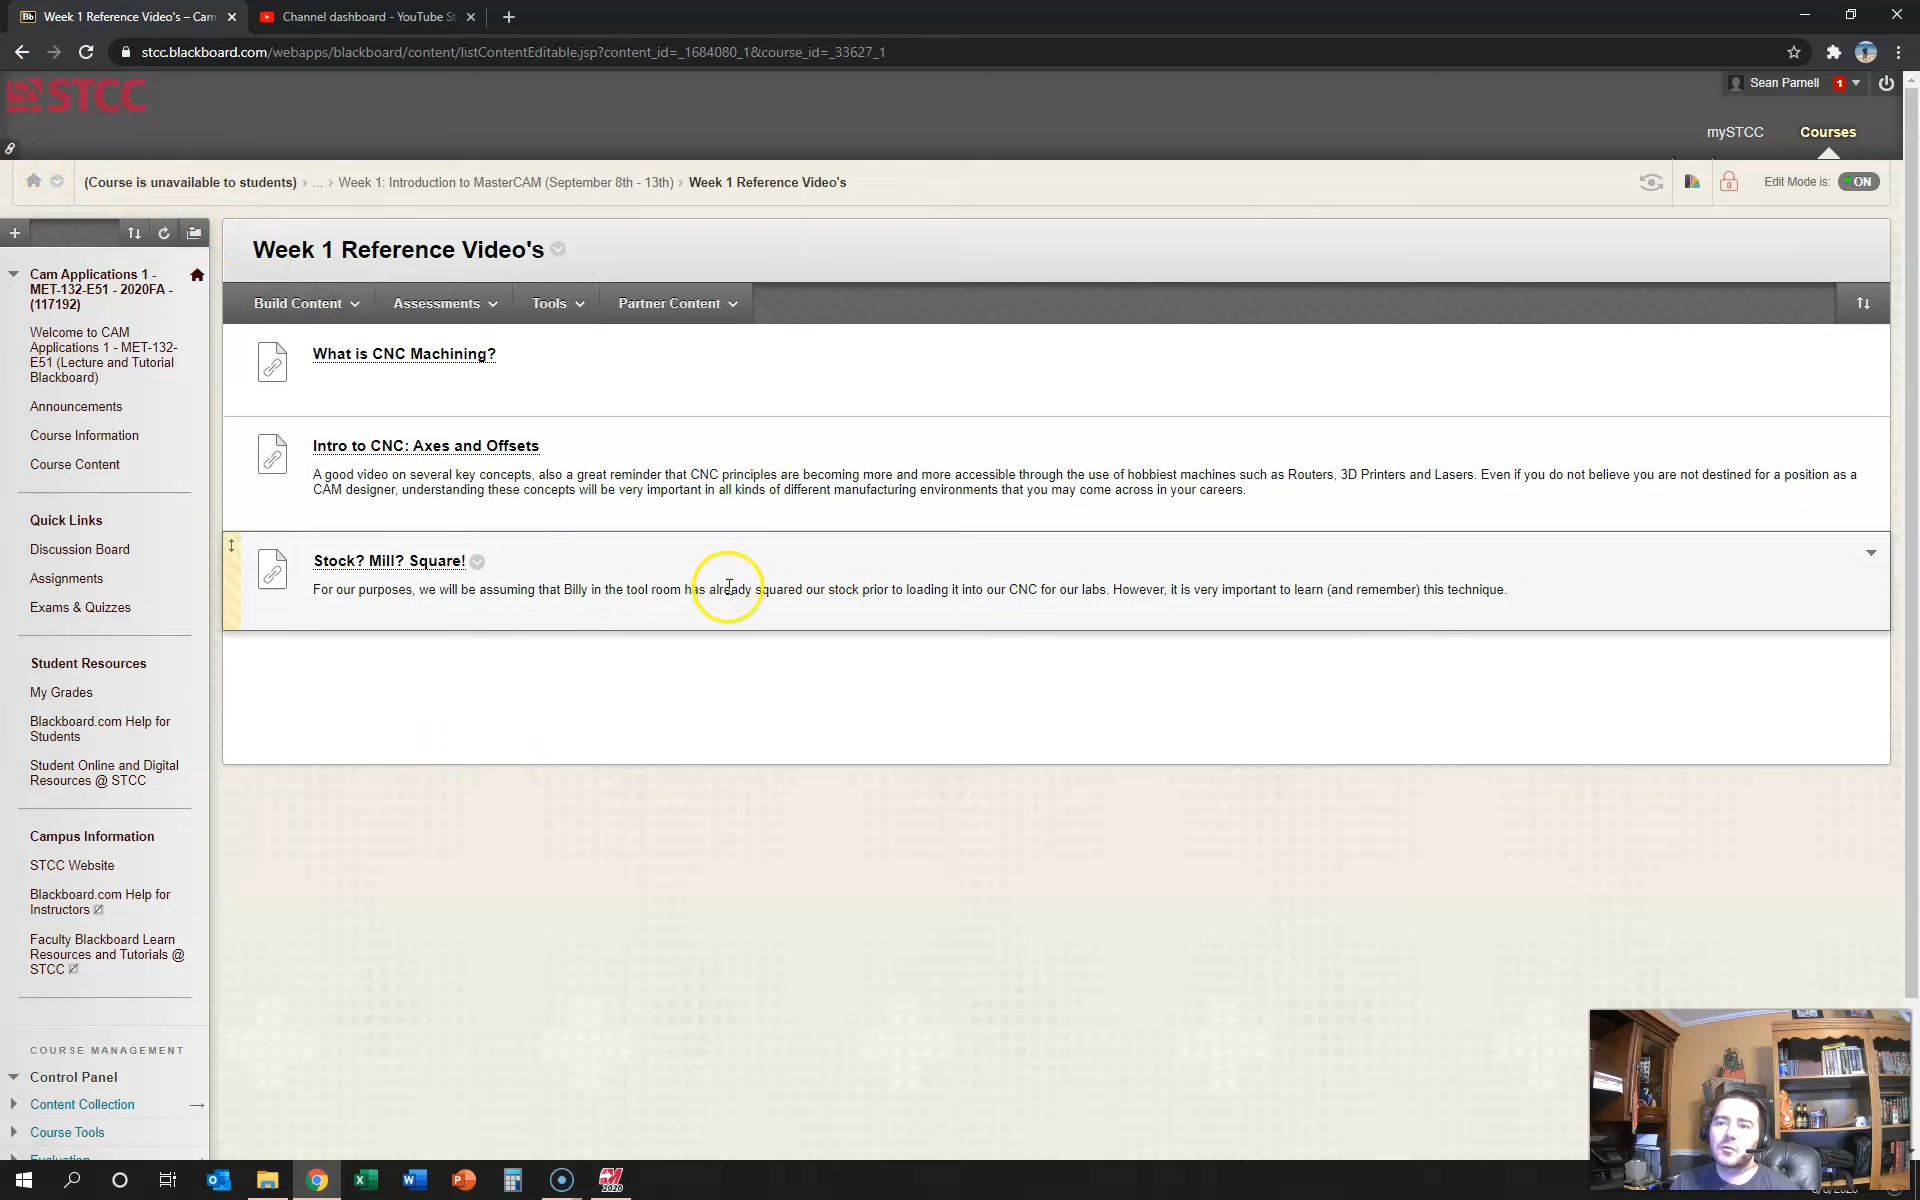 Week 1 Reference Video's – Cam
Channel dashboard - YouTube St
stcc.blackboard.com/webapps/blackboard/content/listContentEditable.jsp?content_id=_1684080_1&course_id=_33627_1
STCC
Sean Parnell 1
mySTCC Courses
(Course is unavailable to students) › ... › Week 1: Introduction to MasterCAM (September 8th - 13th) › Week 1 Reference Video's
Edit Mode is: ON
Cam Applications 1 -
MET-132-E51 - 2020FA -
(117192)
Welcome to CAM
Applications 1 - MET-132-
E51 (Lecture and Tutorial
Blackboard)
Announcements
Course Information
Course Content
Quick Links
Discussion Board
Assignments
Exams & Quizzes
Student Resources
My Grades
Blackboard.com Help for
Students
Student Online and Digital
Resources @ STCC
Campus Information
STCC Website
Blackboard.com Help for
Instructors
Faculty Blackboard Learn
Resources and Tutorials @
STCC
COURSE MANAGEMENT
Control Panel
Content Collection
Course Tools
Evaluation
Week 1 Reference Video's
Build Content Assessments Tools Partner Content
What is CNC Machining?
Intro to CNC: Axes and Offsets
A good video on several key concepts, also a great reminder that CNC principles are becoming more and more accessible through the use of hobbiest machines such as Routers, 3D Printers and Lasers. Even if you do not believe you are not destined for a position as a
CAM designer, understanding these concepts will be very important in all kinds of different manufacturing environments that you may come across in your careers.
Stock? Mill? Square!
For our purposes, we will be assuming that Billy in the tool room has already squared our stock prior to loading it into our CNC for our labs. However, it is very important to learn (and remember) this technique.
2020